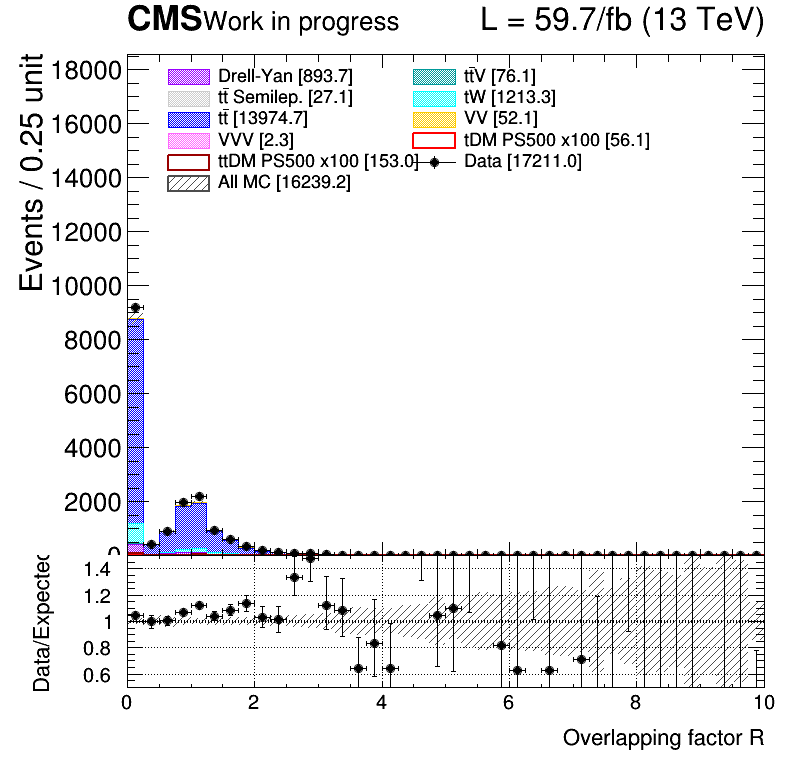 CMS Work in progress L = 59.7/fb (13 TeV)
Events / 0.25 unit
18000
16000
14000
12000
10000
8000
6000
4000
2000
0
Drell-Yan [893.7]
tt̄V [76.1]
tt̄ Semilep. [27.1]
tW [1213.3]
tt̄ [13974.7]
VV [52.1]
VVV [2.3]
tDM PS500 x100 [56.1]
ttDM PS500 x100 [153.0]
Data [17211.0]
All MC [16239.2]
Data/Expected
1.4
1.2
1
0.8
0.6
0 2 4 6 8 10
Overlapping factor R